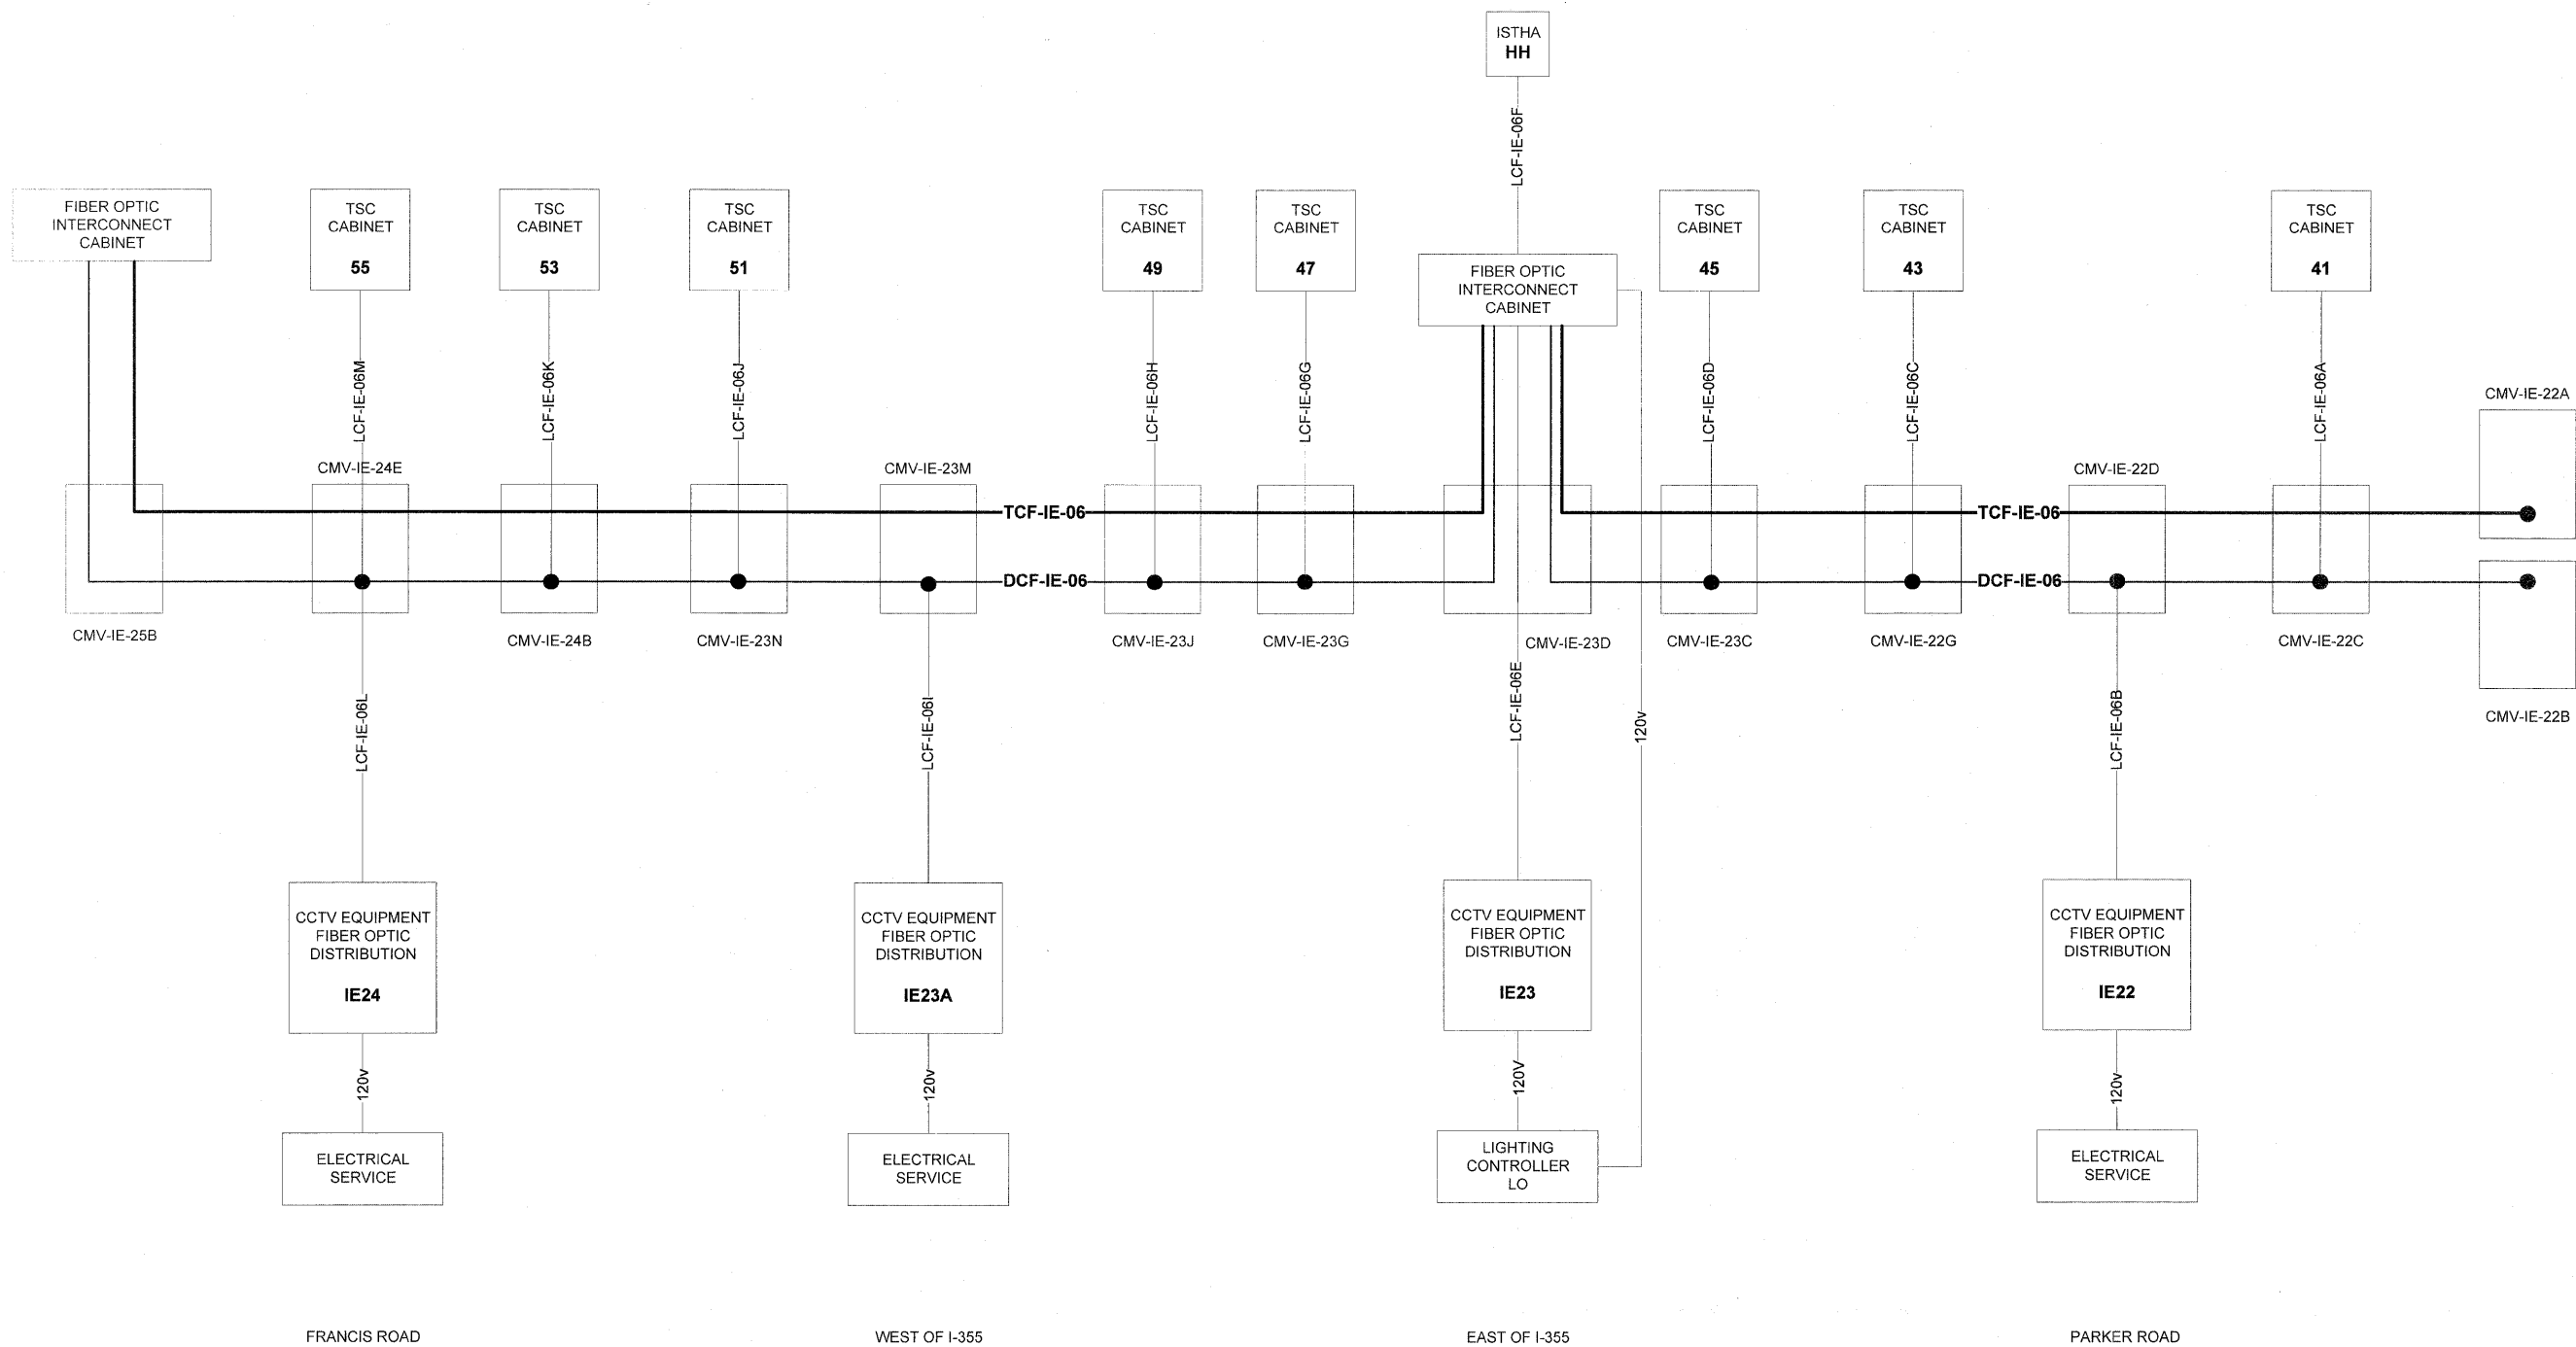 ISTHA
HH
LCF-IE-06F
FIBER OPTIC
INTERCONNECT
CABINET
TSC
CABINET
55
TSC
CABINET
53
TSC
CABINET
51
TSC
CABINET
49
TSC
CABINET
47
FIBER OPTIC
INTERCONNECT
CABINET
TSC
CABINET
45
TSC
CABINET
43
TSC
CABINET
41
LCF-IE-06M
LCF-IE-06K
LCF-IE-06J
LCF-IE-06H
LCF-IE-06G
LCF-IE-06D
LCF-IE-06C
LCF-IE-06A
CMV-IE-22A
CMV-IE-24E
CMV-IE-23M
CMV-IE-22D
TCF-IE-06
TCF-IE-06
DCF-IE-06
DCF-IE-06
CMV-IE-25B
CMV-IE-24B
CMV-IE-23N
CMV-IE-23J
CMV-IE-23G
CMV-IE-23D
CMV-IE-23C
CMV-IE-22G
CMV-IE-22C
CMV-IE-22B
LCF-IE-06L
LCF-IE-06I
LCF-IE-06E
120v
LCF-IE-06B
CCTV EQUIPMENT
FIBER OPTIC
DISTRIBUTION
IE24
CCTV EQUIPMENT
FIBER OPTIC
DISTRIBUTION
IE23A
CCTV EQUIPMENT
FIBER OPTIC
DISTRIBUTION
IE23
CCTV EQUIPMENT
FIBER OPTIC
DISTRIBUTION
IE22
120v
120v
120V
120v
ELECTRICAL
SERVICE
ELECTRICAL
SERVICE
LIGHTING
CONTROLLER
LO
ELECTRICAL
SERVICE
FRANCIS ROAD
WEST OF I-355
EAST OF I-355
PARKER ROAD